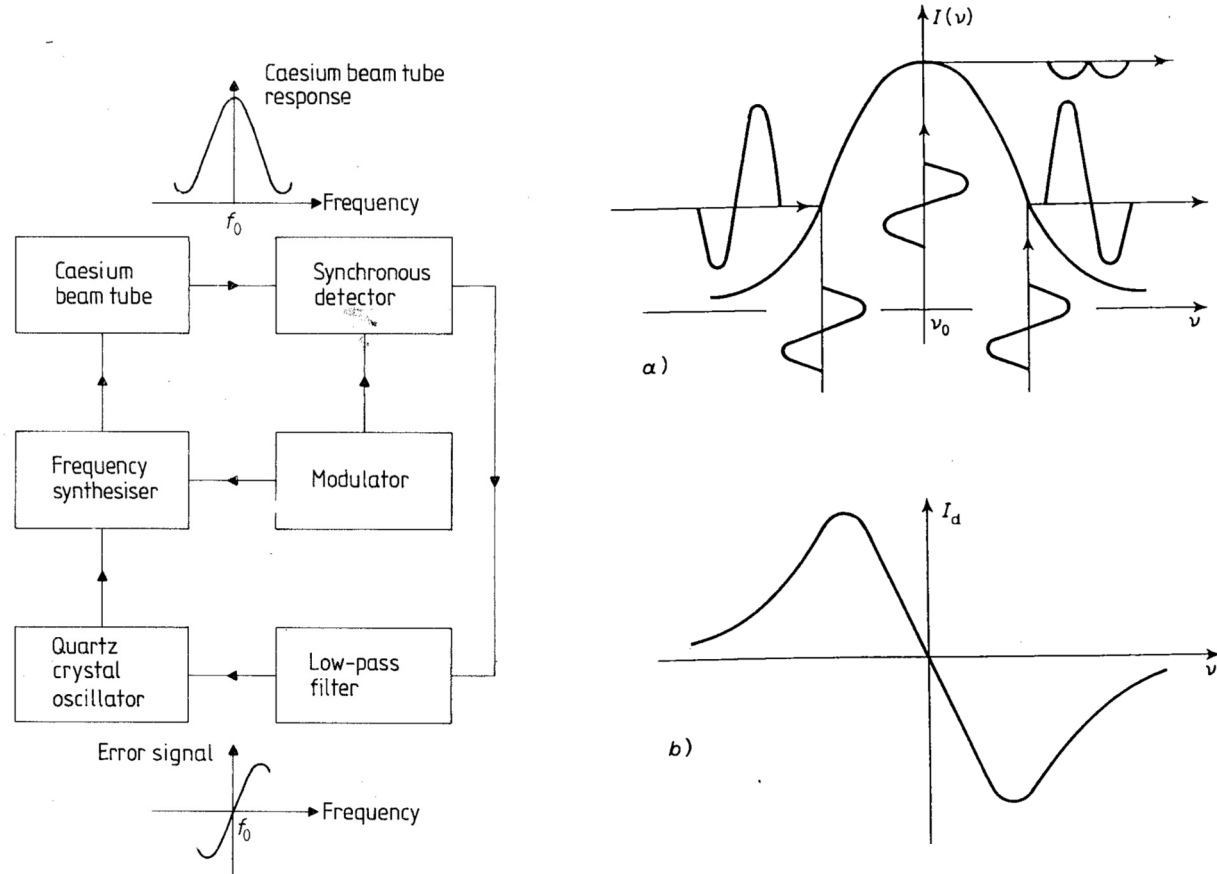 Caesium beam tube
response
Frequency
f₀
Caesium
beam tube
Synchronous
detector
Frequency
synthesiser
Modulator
Quartz
crystal
oscillator
Low-pass
filter
Error signal
Frequency
f₀
I(ν)
ν₀
ν
a)
I_d
ν
b)